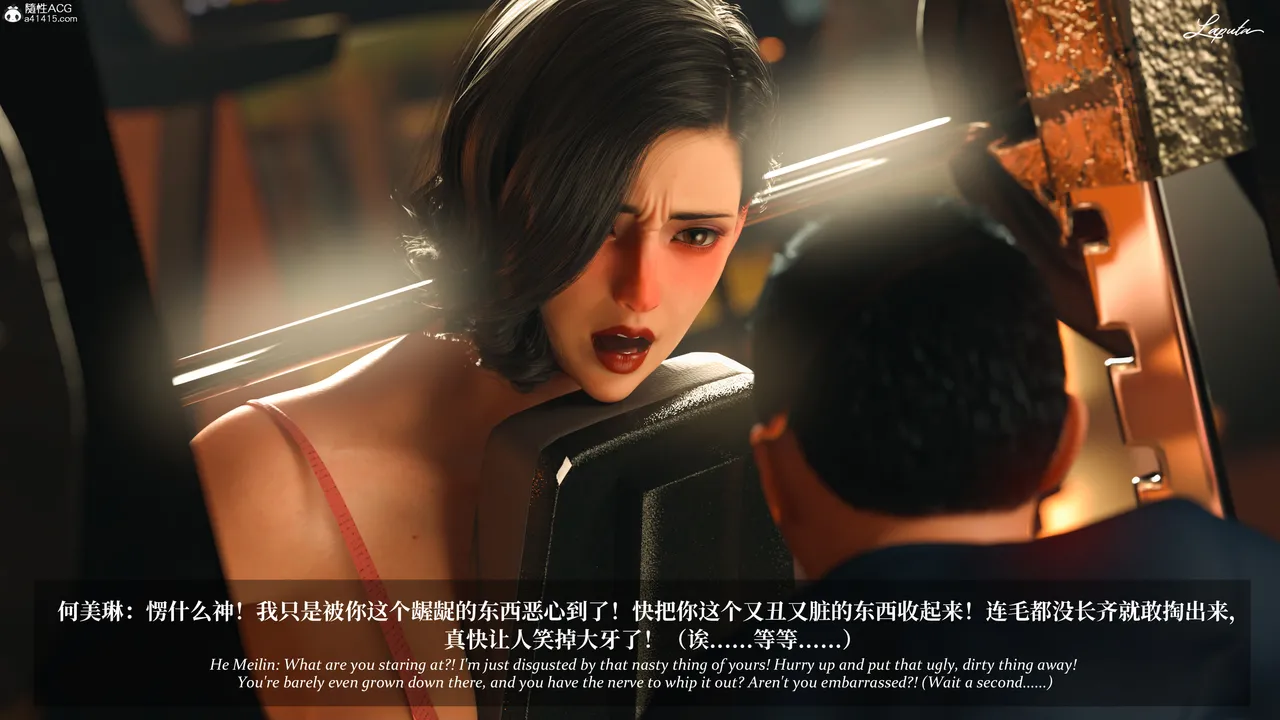 隨性ACG
a41415.com
Laputa
何美琳：愣什么神！我只是被你这个龌龊的东西恶心到了！快把你这个又丑又脏的东西收起来！连毛都没长齐就敢掏出来，
真快让人笑掉大牙了！（诶……等等……）
He Meilin: What are you staring at?! I'm just disgusted by that nasty thing of yours! Hurry up and put that ugly, dirty thing away!
You're barely even grown down there, and you have the nerve to whip it out? Aren't you embarrassed?! (Wait a second......)